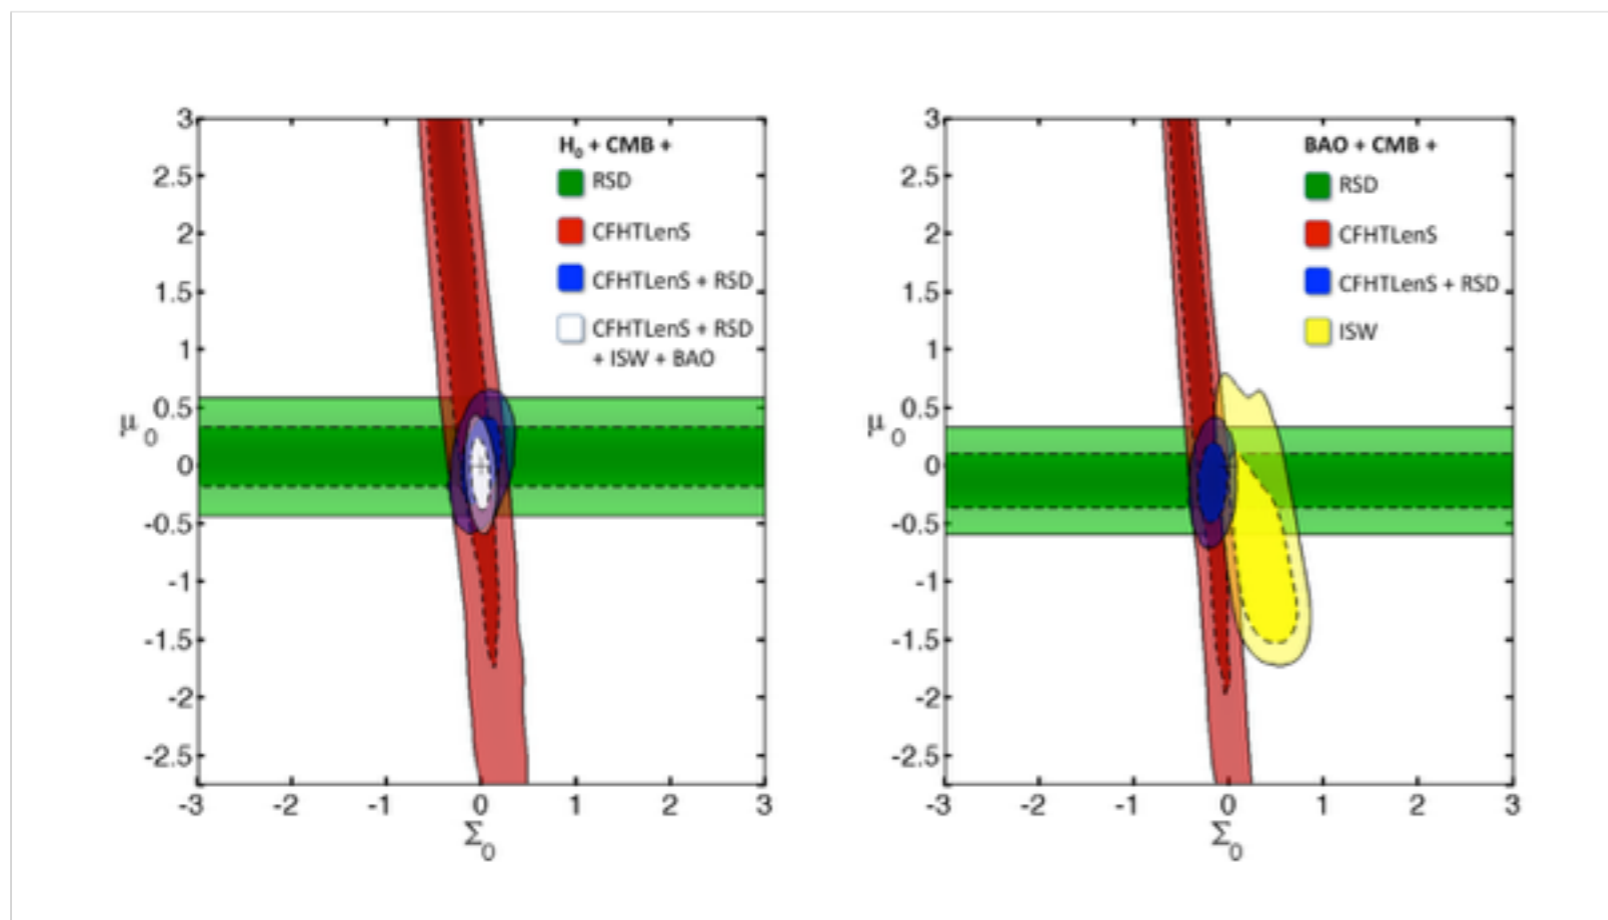 H₀ + CMB +
RSD
CFHTLenS
CFHTLenS + RSD
CFHTLenS + RSD
+ ISW + BAO
3
2.5
2
1.5
1
0.5
0
-0.5
-1
-1.5
-2
-2.5
μ₀
-3 -2 -1 0 1 2 3
Σ₀
BAO + CMB +
RSD
CFHTLenS
CFHTLenS + RSD
ISW
3
2.5
2
1.5
1
0.5
0
-0.5
-1
-1.5
-2
-2.5
μ₀
-3 -2 -1 0 1 2 3
Σ₀